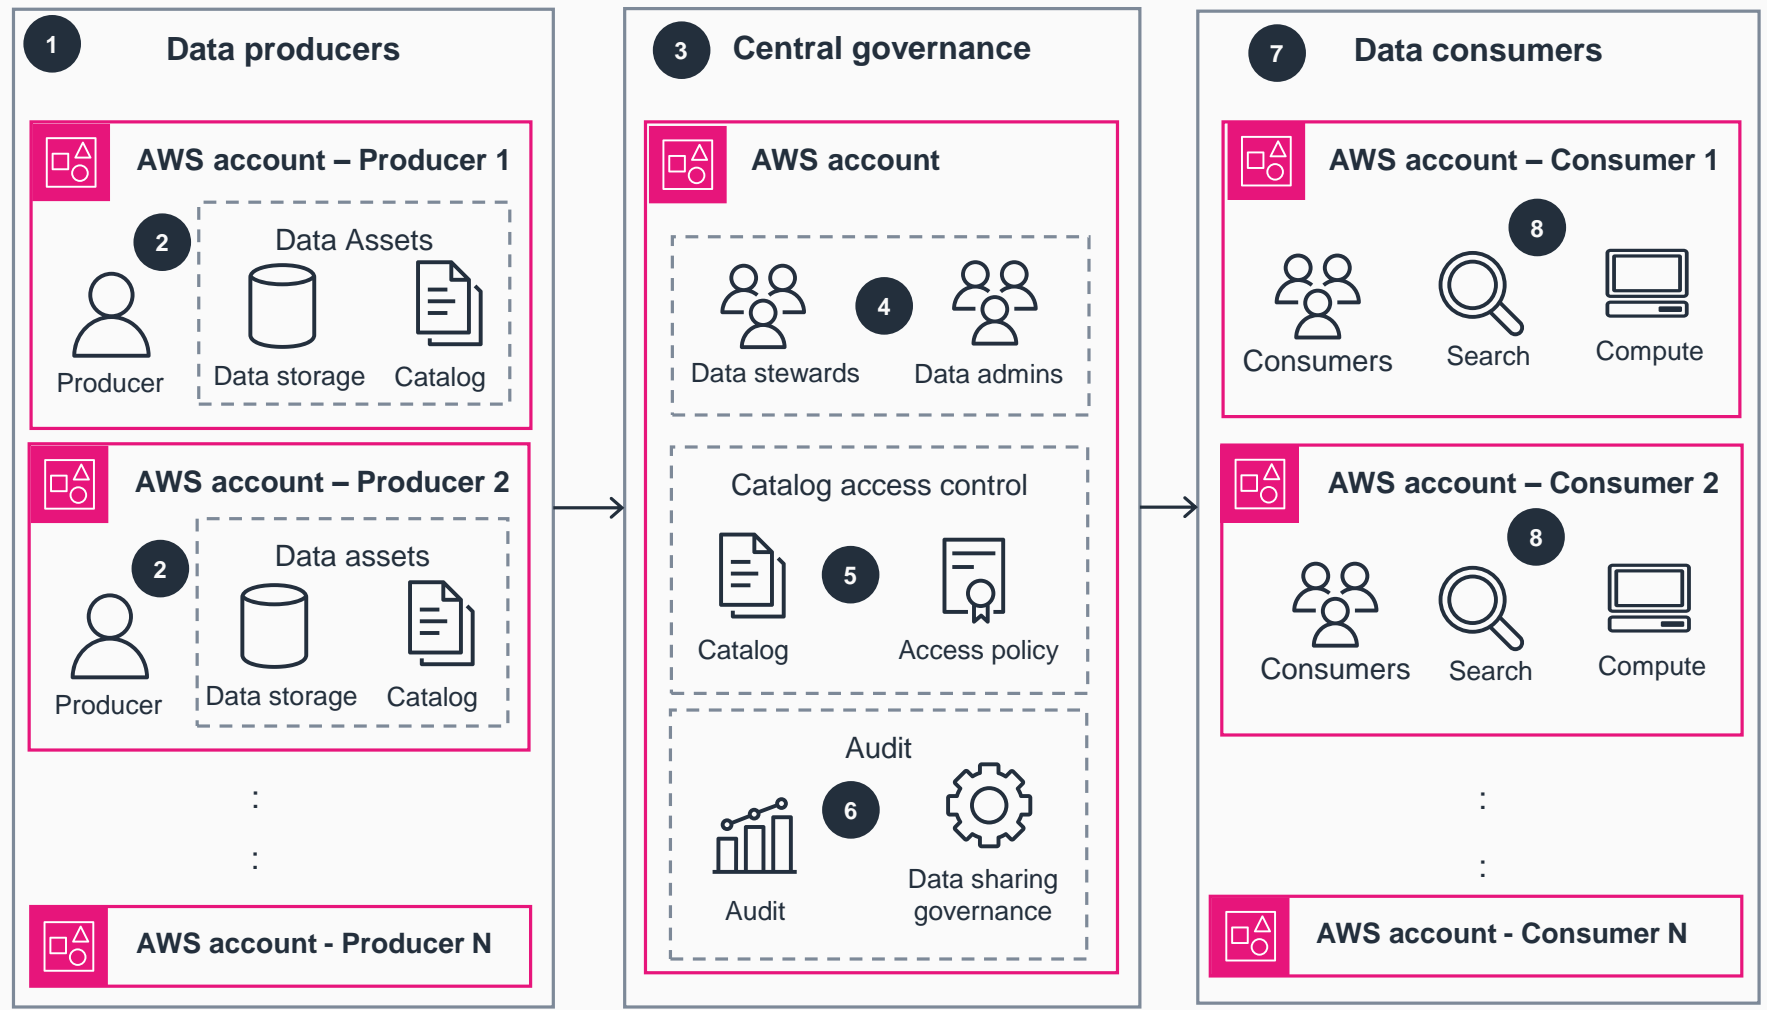 1
Data producers
AWS account – Producer 1
2
Data Assets
Producer
Data storage
Catalog
AWS account – Producer 2
2
Data assets
Producer
Data storage
Catalog
:
:
AWS account - Producer N
3
Central governance
AWS account
4
Data stewards
Data admins
Catalog access control
5
Catalog
Access policy
Audit
6
Audit
Data sharing
governance
7
Data consumers
AWS account – Consumer 1
8
Consumers
Search
Compute
AWS account – Consumer 2
8
Consumers
Search
Compute
:
:
AWS account - Consumer N